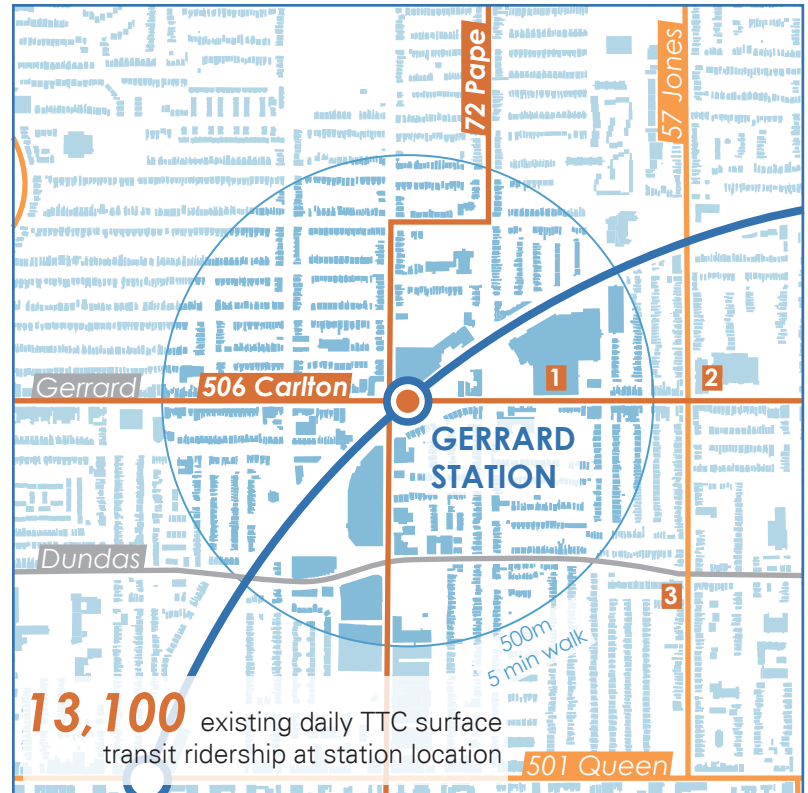 72 Pape
57 Jones
Gerrard
506 Carlton
1
2
GERRARD
STATION
Dundas
3
500m
5 min walk
13,100 existing daily TTC surface
transit ridership at station location
501 Queen